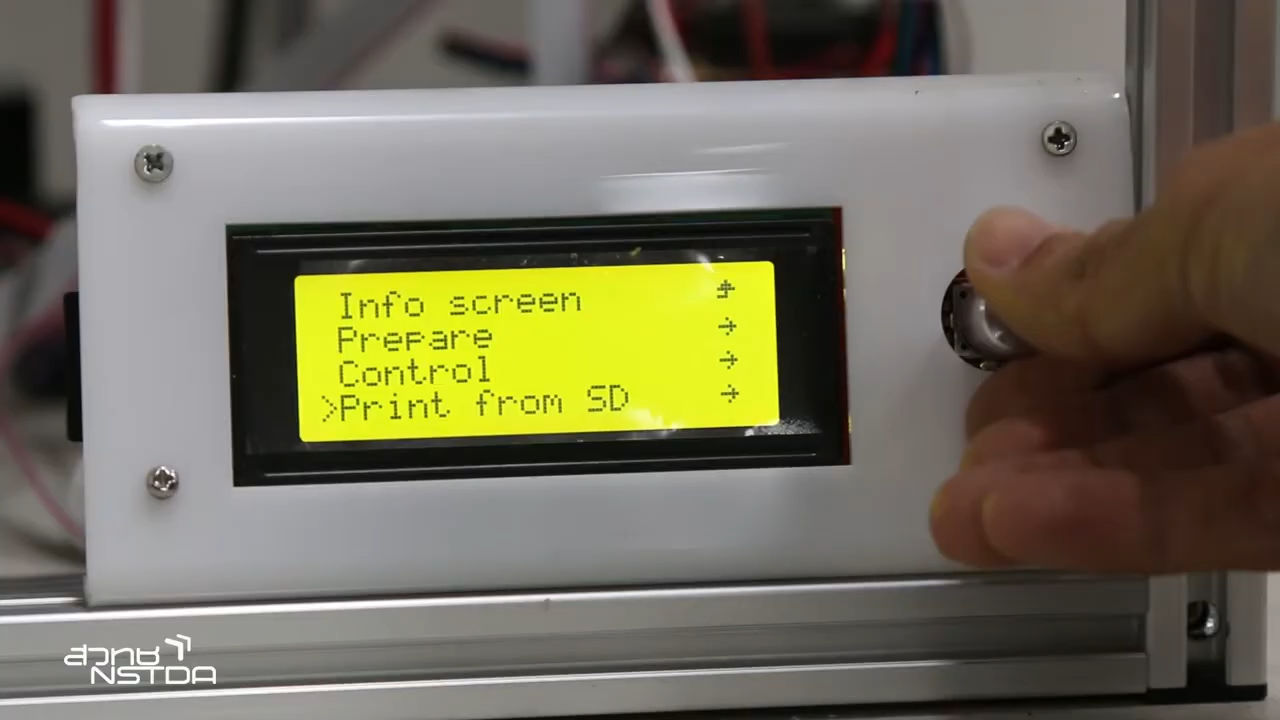 Info screen
Prepare
Control
>Print from SD
สวทช
NSTDA